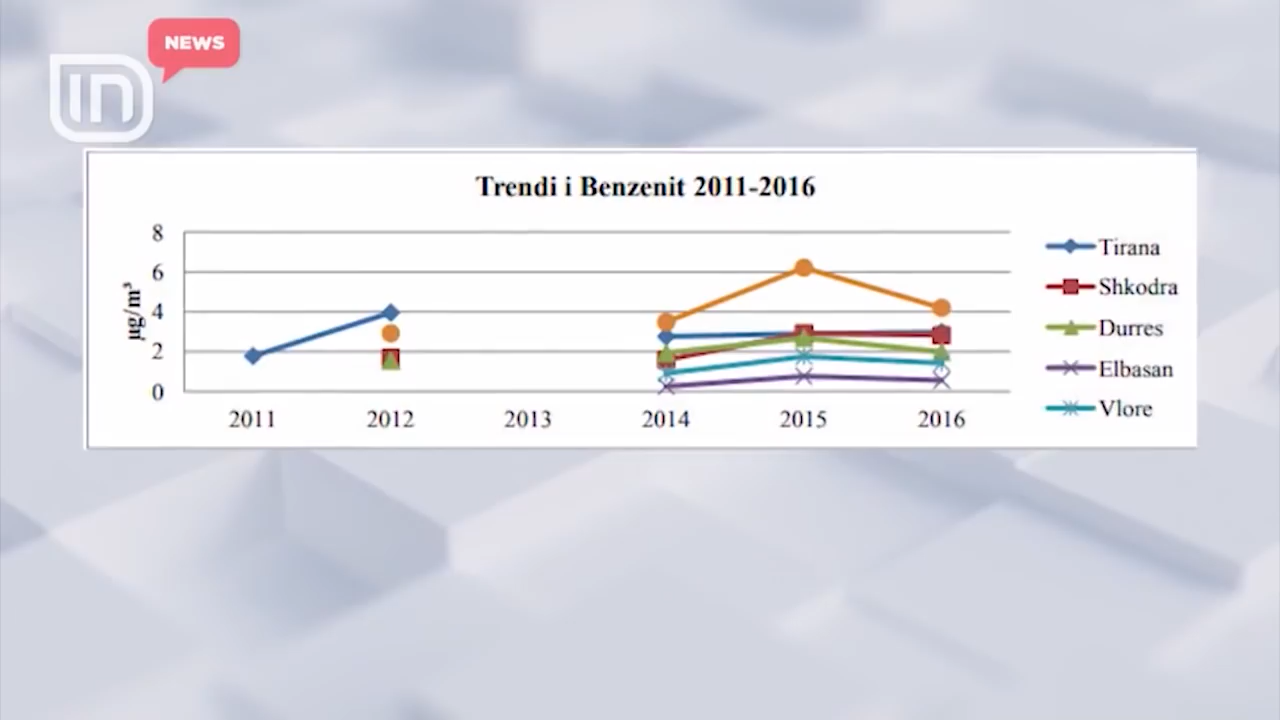 NEWS
IN
Trendi i Benzenit 2011-2016
µg/m³
8
6
4
2
0
2011 2012 2013 2014 2015 2016
Tirana
Shkodra
Durres
Elbasan
Vlore